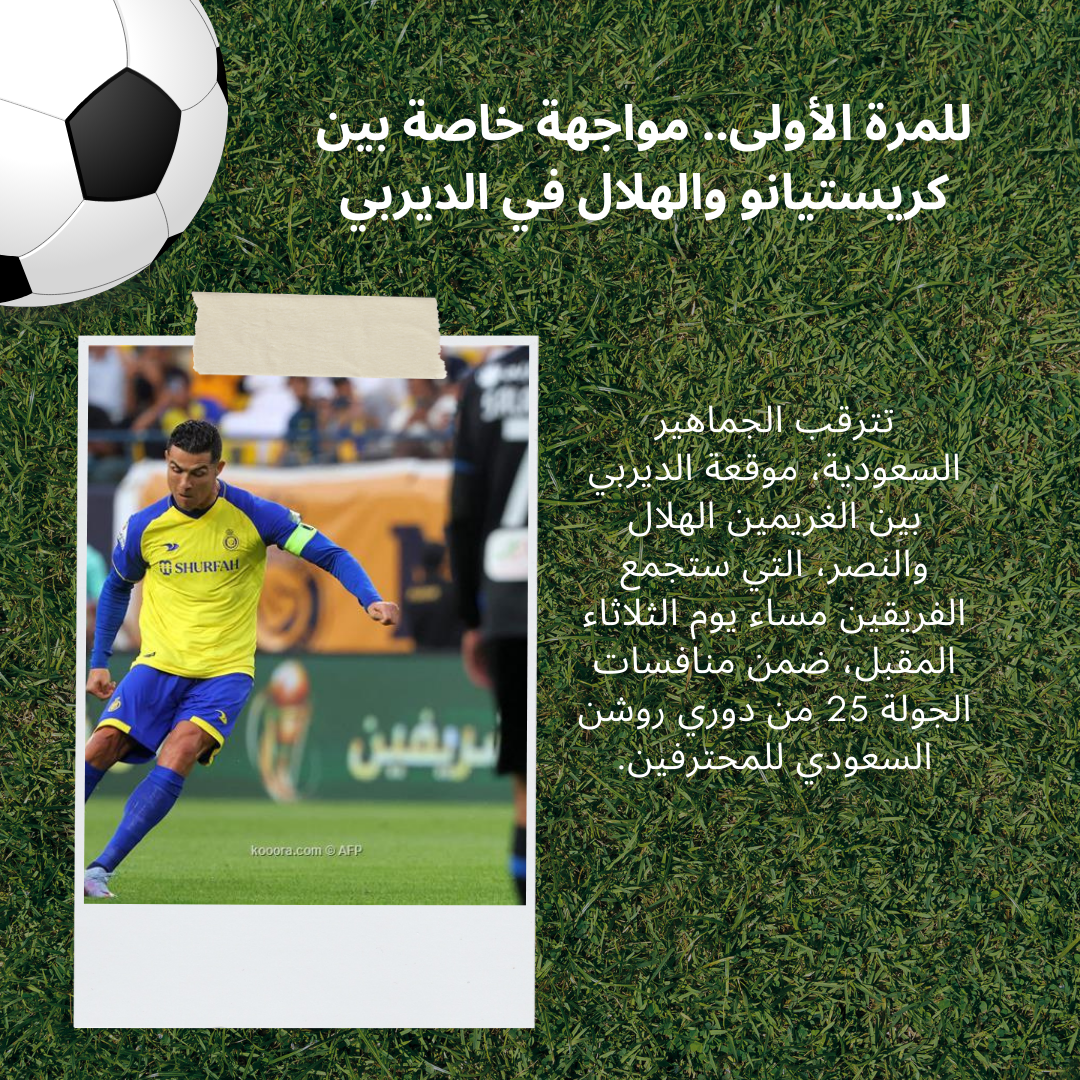 للمرة الأولى.. مواجهة خاصة بين
كريستيانو والهلال في الديربي
تترقب الجماهير
السعودية، موقعة الديربي
بين الغريمين الهلال
والنصر، التي ستجمع
الفريقين مساء يوم الثلاثاء
المقبل، ضمن منافسات
الجولة 25 من دوري روشن
السعودي للمحترفين.
SHURFAH
kooora.com © AFP